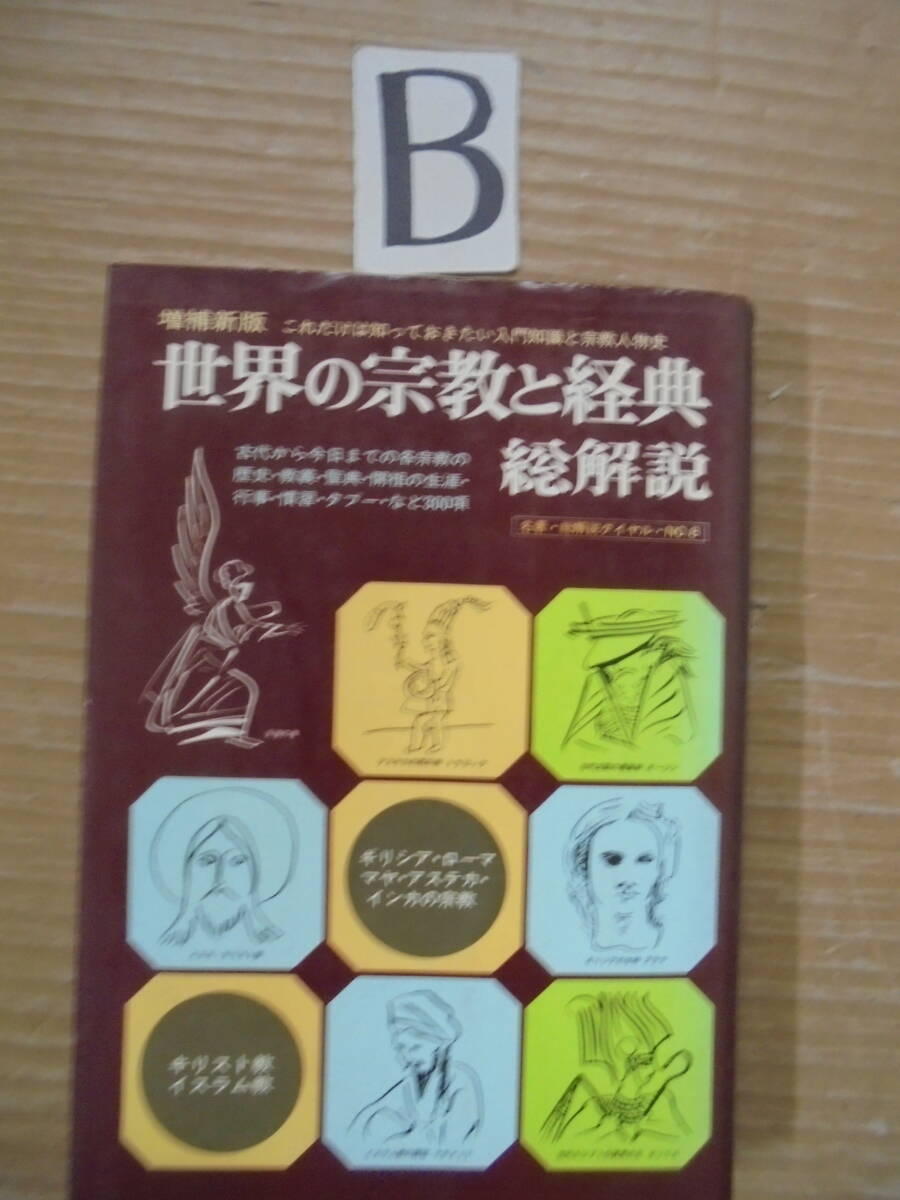 B
増補新版 これだけは知っておきたい入門知識と宗教人物史
世界の宗教と経典
総解説
古代から今日までの各宗教の
歴史・教義・聖典・開祖の生涯・
行事・慣習・タブー・など300項
ギリシア・ローマ
マヤ・アステカ・
インカの宗教
キリスト教
イスラム教